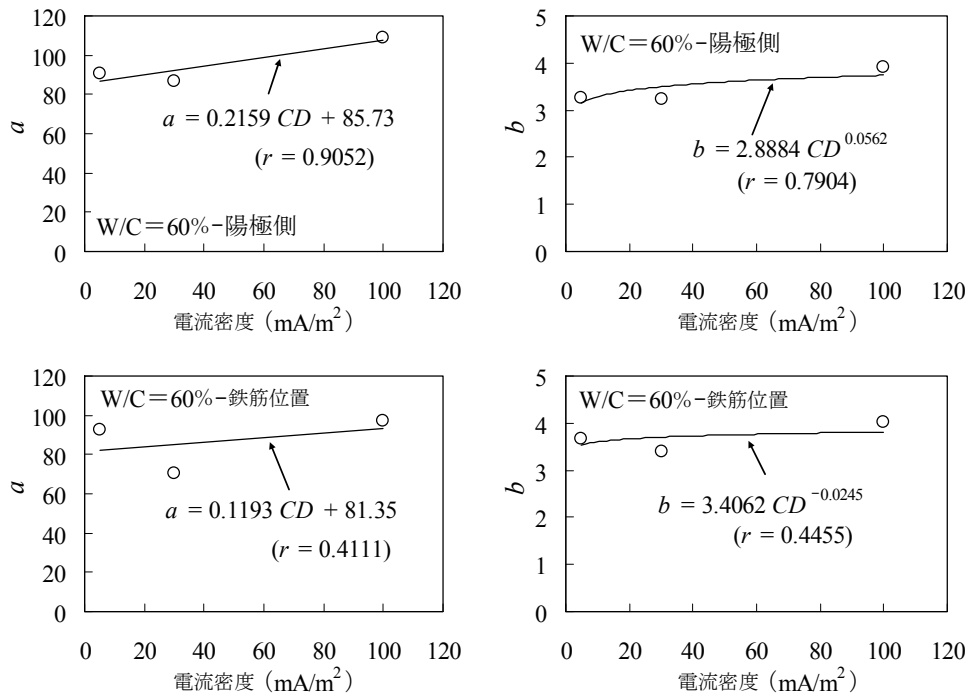 120
100
80
60
40
20
0
a
a = 0.2159 CD + 85.73
(r = 0.9052)
W/C=60%-陽極側
0 20 40 60 80 100 120
電流密度 (mA/m²)
5
4
3
2
1
0
b
W/C=60%-陽極側
b = 2.8884 CD^0.0562
(r = 0.7904)
0 20 40 60 80 100 120
電流密度 (mA/m²)
120
100
80
60
40
20
0
a
W/C=60%-鉄筋位置
a = 0.1193 CD + 81.35
(r = 0.4111)
0 20 40 60 80 100 120
電流密度 (mA/m²)
5
4
3
2
1
0
b
W/C=60%-鉄筋位置
b = 3.4062 CD^−0.0245
(r = 0.4455)
0 20 40 60 80 100 120
電流密度 (mA/m²)